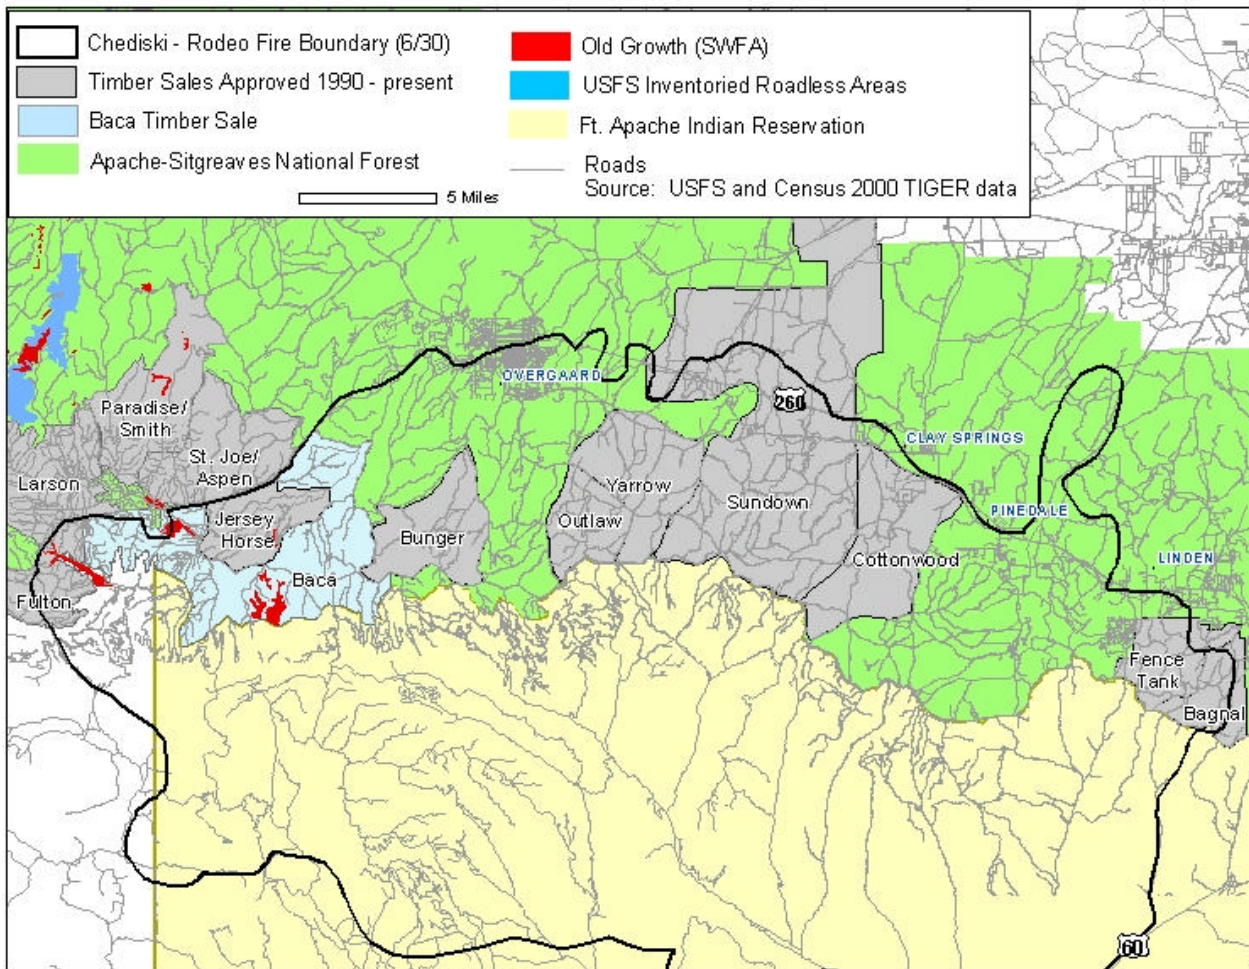 Chediski - Rodeo Fire Boundary (6/30)
Timber Sales Approved 1990 - present
Baca Timber Sale
Apache-Sitgreaves National Forest
Old Growth (SWFA)
USFS Inventoried Roadless Areas
Ft. Apache Indian Reservation
Roads
Source: USFS and Census 2000 TIGER data
5 Miles
OVERGAARD
260
Paradise/
Smith
CLAY SPRINGS
St. Joe/
Aspen
Larson
Yarrow
Sundown
Outlaw
PINEDALE
Jersey
Horse
Bunger
Cottonwood
LINDEN
Baca
Fulton
Fence
Tank
Bagnal
60